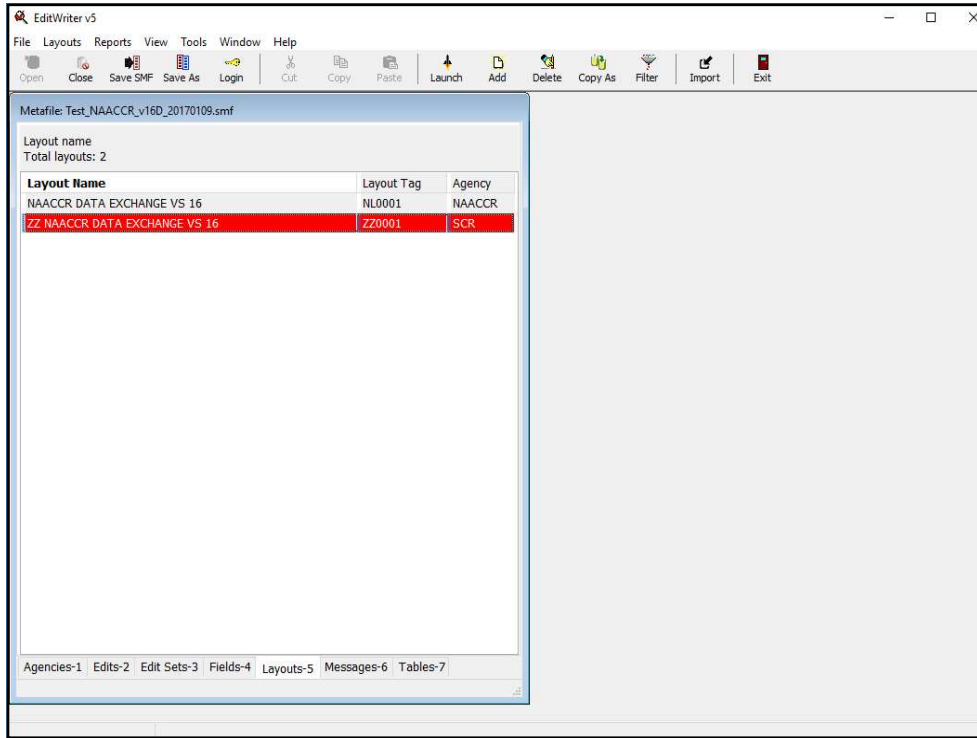 EditWriter v5
File Layouts Reports View Tools Window Help
Open Close Save SMF Save As Login Cut Copy Paste Launch Add Delete Copy As Filter Import Exit
Metafile: Test_NAACCR_v16D_20170109.smf
Layout name
Total layouts: 2
Layout Name Layout Tag Agency
NAACCR DATA EXCHANGE VS 16 NL0001 NAACCR
ZZ NAACCR DATA EXCHANGE VS 16 ZZ0001 SCR
Agencies-1 Edits-2 Edit Sets-3 Fields-4 Layouts-5 Messages-6 Tables-7